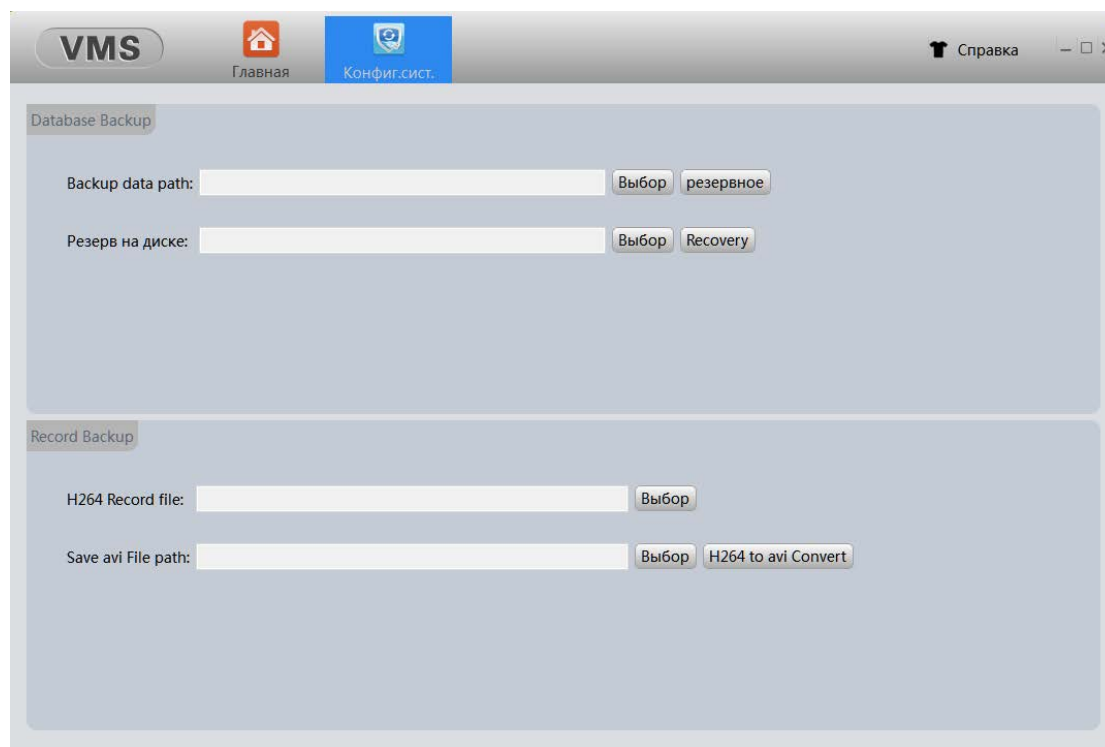 VMS
Главная
Конфиг.сист.
Справка
Database Backup
Backup data path: Выбор резервное
Резерв на диске: Выбор Recovery
Record Backup
H264 Record file: Выбор
Save avi File path: Выбор H264 to avi Convert